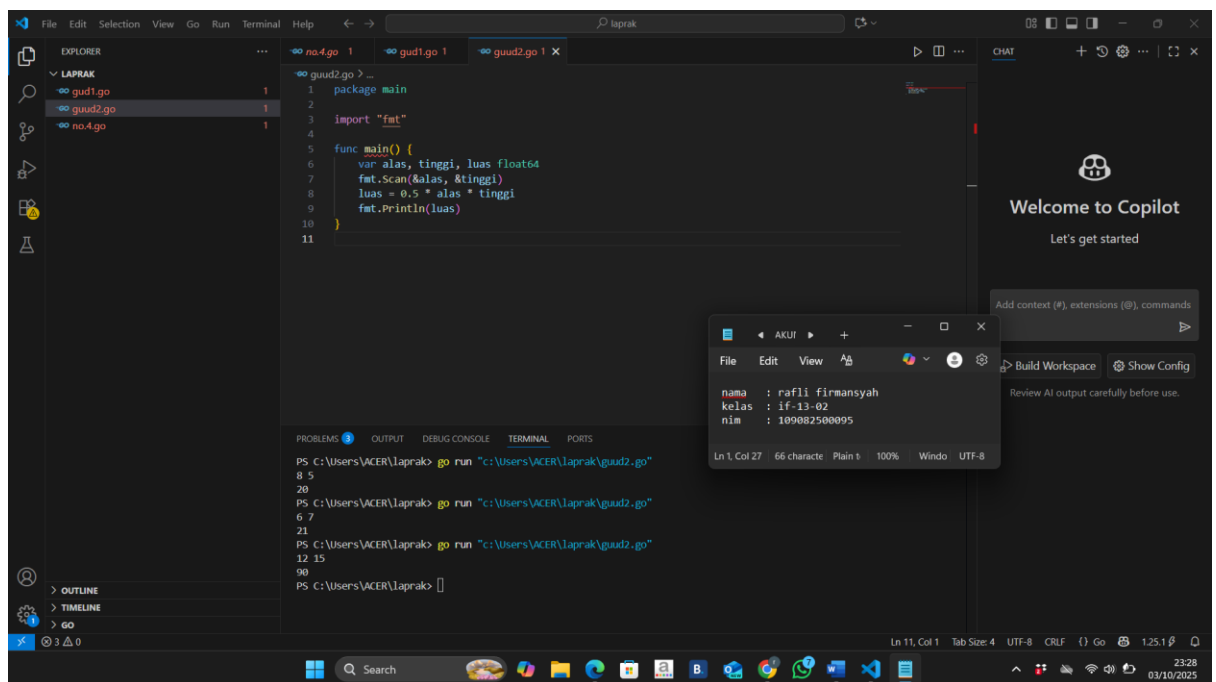 File Edit Selection View Go Run Terminal Help
laprak
EXPLORER
LAPRAK
gud1.go 1
guud2.go 1
no.4.go 1
OUTLINE
TIMELINE
GO
no.4.go 1 gud1.go 1 guud2.go 1
guud2.go > ...
1 package main
2
3 import "fmt"
4
5 func main() {
6 var alas, tinggi, luas float64
7 fmt.Scan(&alas, &tinggi)
8 luas = 0.5 * alas * tinggi
9 fmt.Println(luas)
10 }
11
PROBLEMS 3 OUTPUT DEBUG CONSOLE TERMINAL PORTS
PS C:\Users\ACER\laprak> go run "c:\Users\ACER\laprak\guud2.go"
8 5
20
PS C:\Users\ACER\laprak> go run "c:\Users\ACER\laprak\guud2.go"
6 7
21
PS C:\Users\ACER\laprak> go run "c:\Users\ACER\laprak\guud2.go"
12 15
90
PS C:\Users\ACER\laprak>
CHAT
Welcome to Copilot
Let's get started
Add context (#), extensions (@), commands
Build Workspace Show Config
Review AI output carefully before use.
File Edit View
nama : rafli firmansyah
kelas : if-13-02
nim : 109082500095
Ln 1, Col 27 66 characte Plain t 100% Windo UTF-8
3 0
Ln 11, Col 1 Tab Size: 4 UTF-8 CRLF {} Go 1.25.1
Search
23:28
03/10/2025